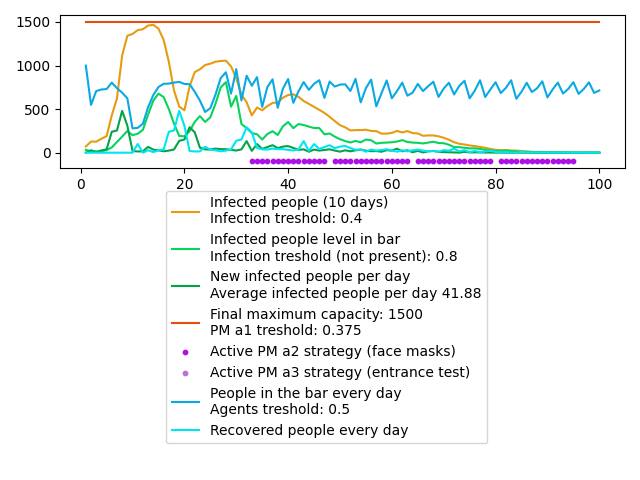 1500
1000
500
0
0 20 40 60 80 100
Infected people (10 days)
Infection treshold: 0.4
Infected people level in bar
Infection treshold (not present): 0.8
New infected people per day
Average infected people per day 41.88
Final maximum capacity: 1500
PM a1 treshold: 0.375
Active PM a2 strategy (face masks)
Active PM a3 strategy (entrance test)
People in the bar every day
Agents treshold: 0.5
Recovered people every day